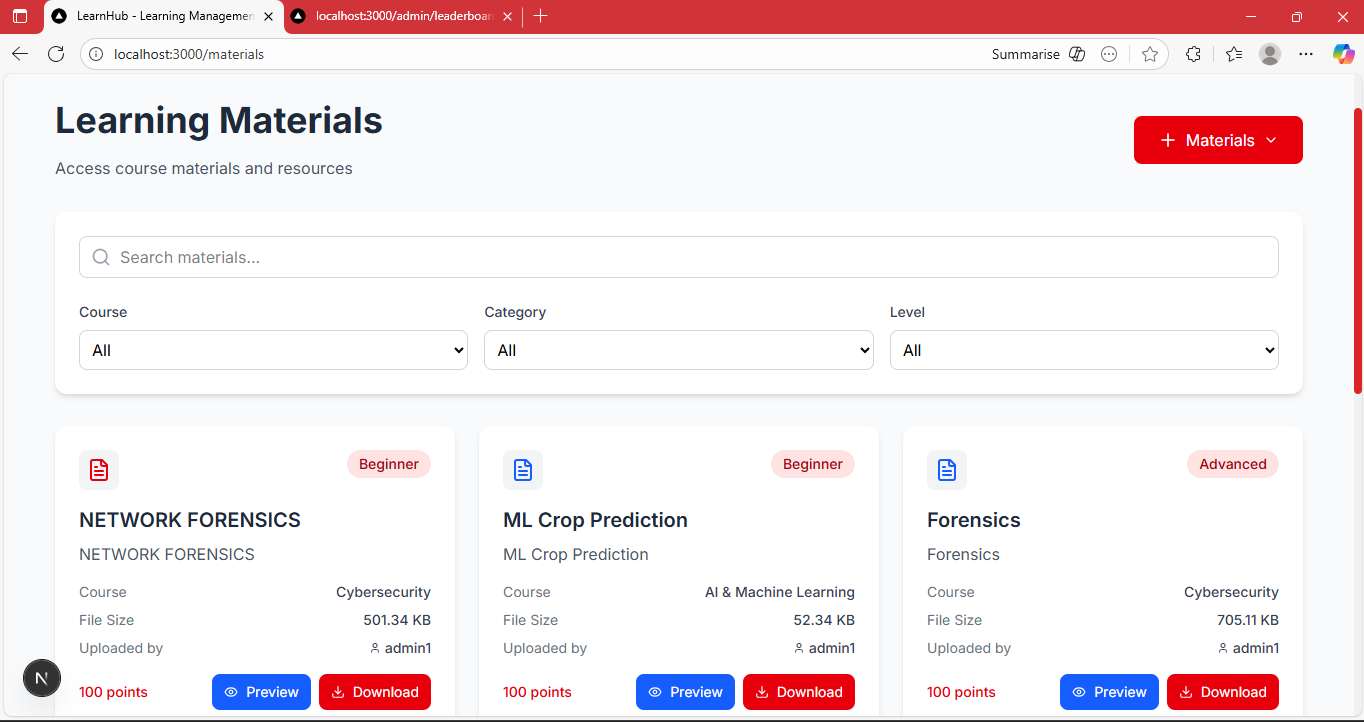 LearnHub - Learning Managemen
localhost:3000/admin/leaderboar
localhost:3000/materials
Summarise
Learning Materials
Materials
Access course materials and resources
Search materials...
Course Category Level
All All All
Beginner Beginner Advanced
NETWORK FORENSICS ML Crop Prediction Forensics
NETWORK FORENSICS ML Crop Prediction Forensics
Course Cybersecurity Course AI & Machine Learning Course Cybersecurity
File Size 501.34 KB File Size 52.34 KB File Size 705.11 KB
Uploaded by admin1 Uploaded by admin1 Uploaded by admin1
N
100 points Preview Download 100 points Preview Download 100 points Preview Download